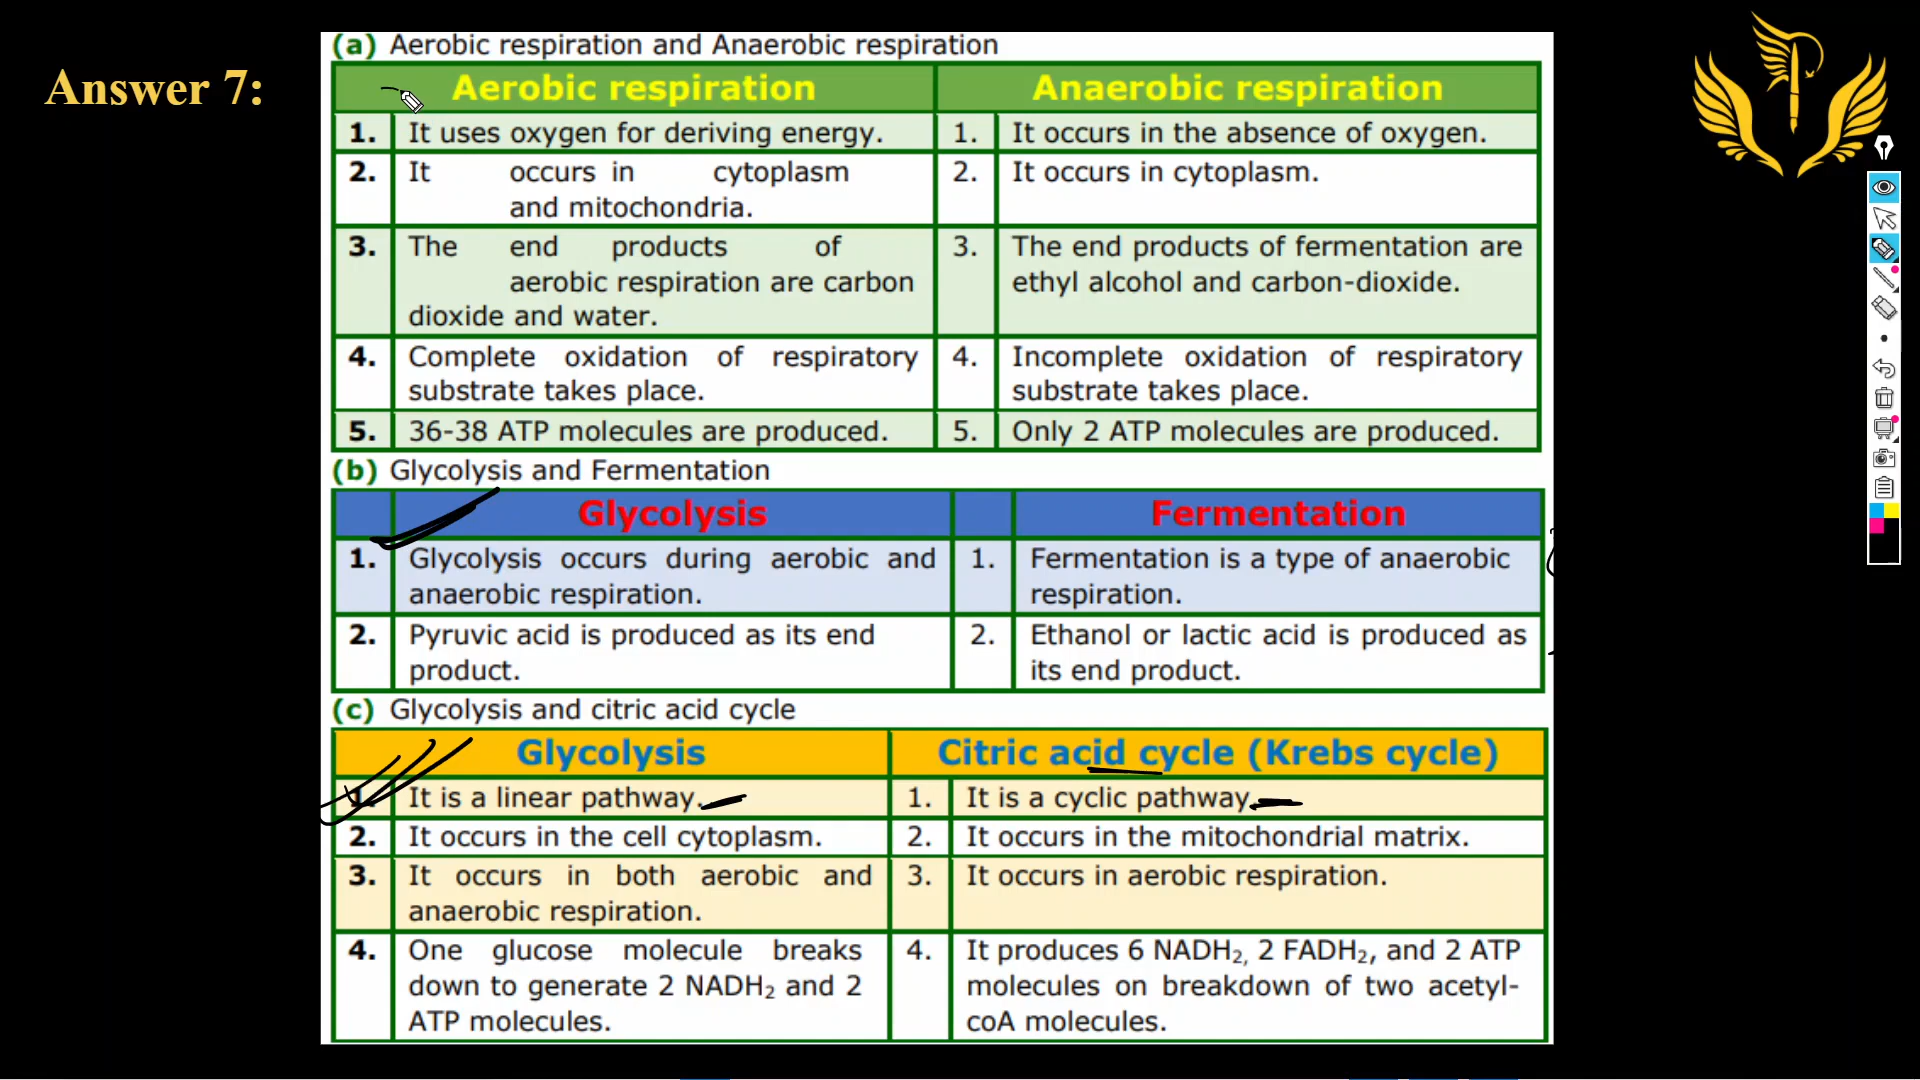 Answer 7:
(a) Aerobic respiration and Anaerobic respiration
Aerobic respiration Anaerobic respiration
1. It uses oxygen for deriving energy. 1. It occurs in the absence of oxygen.
2. It occurs in cytoplasm 2. It occurs in cytoplasm.
and mitochondria.
3. The end products of 3. The end products of fermentation are
aerobic respiration are carbon ethyl alcohol and carbon-dioxide.
dioxide and water.
4. Complete oxidation of respiratory 4. Incomplete oxidation of respiratory
substrate takes place. substrate takes place.
5. 36-38 ATP molecules are produced. 5. Only 2 ATP molecules are produced.
(b) Glycolysis and Fermentation
Glycolysis Fermentation
1. Glycolysis occurs during aerobic and 1. Fermentation is a type of anaerobic
anaerobic respiration. respiration.
2. Pyruvic acid is produced as its end 2. Ethanol or lactic acid is produced as
product. its end product.
(c) Glycolysis and citric acid cycle
Glycolysis Citric acid cycle (Krebs cycle)
1. It is a linear pathway. 1. It is a cyclic pathway.
2. It occurs in the cell cytoplasm. 2. It occurs in the mitochondrial matrix.
3. It occurs in both aerobic and 3. It occurs in aerobic respiration.
anaerobic respiration.
4. One glucose molecule breaks 4. It produces 6 NADH₂, 2 FADH₂, and 2 ATP
down to generate 2 NADH₂ and 2 molecules on breakdown of two acetyl-
ATP molecules. coA molecules.